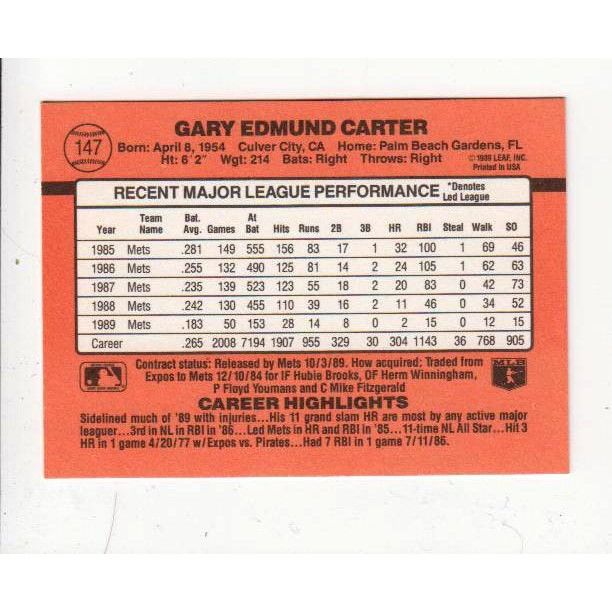 147
GARY EDMUND CARTER
Born: April 8, 1954 Culver City, CA Home: Palm Beach Gardens, FL
Ht: 6'2" Wgt: 214 Bats: Right Throws: Right
©1989 LEAF, INC.
Printed in USA
RECENT MAJOR LEAGUE PERFORMANCE
*Denotes
Led League
Year Team Name Bat. Avg. Games At Bat Hits Runs 2B 3B HR RBI Steal Walk SO
1985 Mets .281 149 555 156 83 17 1 32 100 1 69 46
1986 Mets .255 132 490 125 81 14 2 24 105 1 62 63
1987 Mets .235 139 523 123 55 18 2 20 83 0 42 73
1988 Mets .242 130 455 110 39 16 2 11 46 0 34 52
1989 Mets .183 50 153 28 14 8 0 2 15 0 12 15
Career .265 2008 7194 1907 955 329 30 304 1143 36 768 905
Contract status: Released by Mets 10/3/89. How acquired: Traded from
Expos to Mets 12/10/84 for IF Hubie Brooks, OF Herm Winningham,
P Floyd Youmans and C Mike Fitzgerald
MLB
CAREER HIGHLIGHTS
Sidelined much of '89 with injuries...His 11 grand slam HR are most by any active major
leaguer...3rd in NL in RBI in '86...Led Mets in HR and RBI in '85...11-time NL All Star...Hit 3
HR in 1 game 4/20/77 w/Expos vs. Pirates...Had 7 RBI in 1 game 7/11/86.